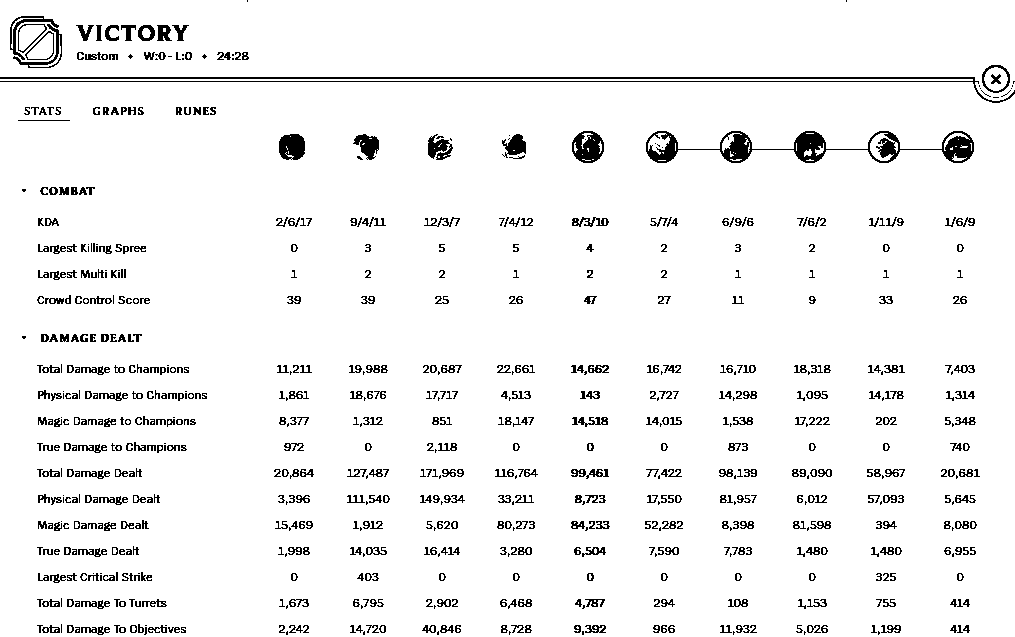 VICTORY
Custom • W:0 - L:0 • 24:28
STATS GRAPHS RUNES
COMBAT
KDA 2/6/17 9/4/11 12/3/7 7/4/12 8/3/10 5/7/4 6/9/6 7/6/2 1/11/9 1/6/9
Largest Killing Spree 0 3 5 5 4 2 3 2 0 0
Largest Multi Kill 1 2 2 1 2 2 1 1 1 1
Crowd Control Score 39 39 25 26 47 27 11 9 33 26
DAMAGE DEALT
Total Damage to Champions 11,211 19,988 20,687 22,661 14,662 16,742 16,710 18,318 14,381 7,403
Physical Damage to Champions 1,861 18,676 17,717 4,513 143 2,727 14,298 1,095 14,178 1,314
Magic Damage to Champions 8,377 1,312 851 18,147 14,518 14,015 1,538 17,222 202 5,348
True Damage to Champions 972 0 2,118 0 0 0 873 0 0 740
Total Damage Dealt 20,864 127,487 171,969 116,764 99,461 77,422 98,139 89,090 58,967 20,681
Physical Damage Dealt 3,396 111,540 149,934 33,211 8,723 17,550 81,957 6,012 57,093 5,645
Magic Damage Dealt 15,469 1,912 5,620 80,273 84,233 52,282 8,398 81,598 394 8,080
True Damage Dealt 1,998 14,035 16,414 3,280 6,504 7,590 7,783 1,480 1,480 6,955
Largest Critical Strike 0 403 0 0 0 0 0 0 325 0
Total Damage To Turrets 1,673 6,795 2,902 6,468 4,787 294 108 1,153 755 414
Total Damage To Objectives 2,242 14,720 40,846 8,728 9,392 966 11,932 5,026 1,199 414